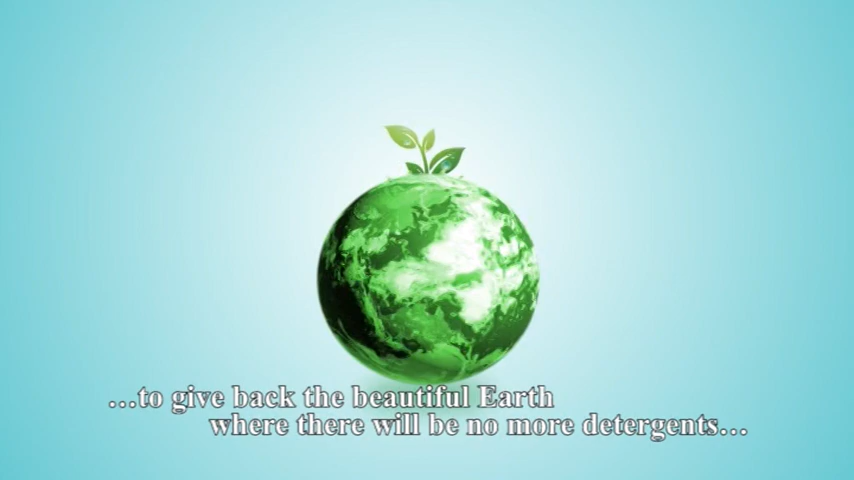 ...to give back the beautiful Earth
where there will be no more detergents...